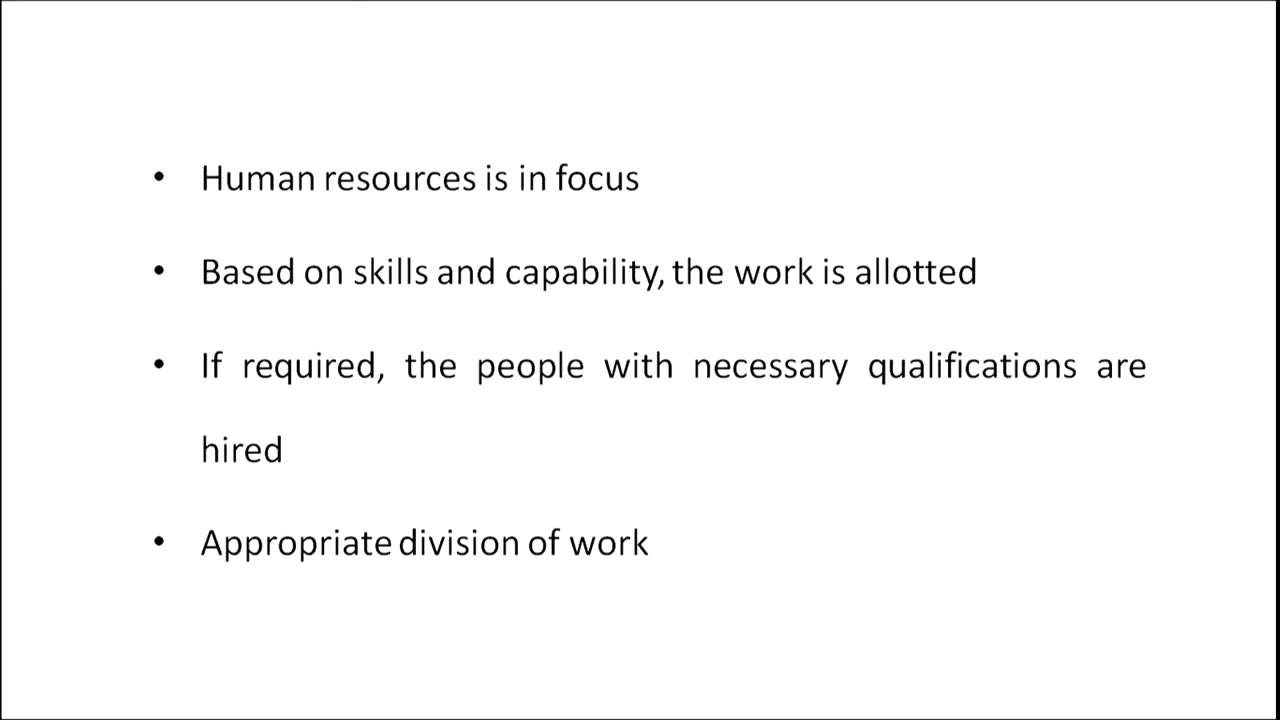 • Human resources is in focus
• Based on skills and capability, the work is allotted
• If required, the people with necessary qualifications are
hired
• Appropriate division of work